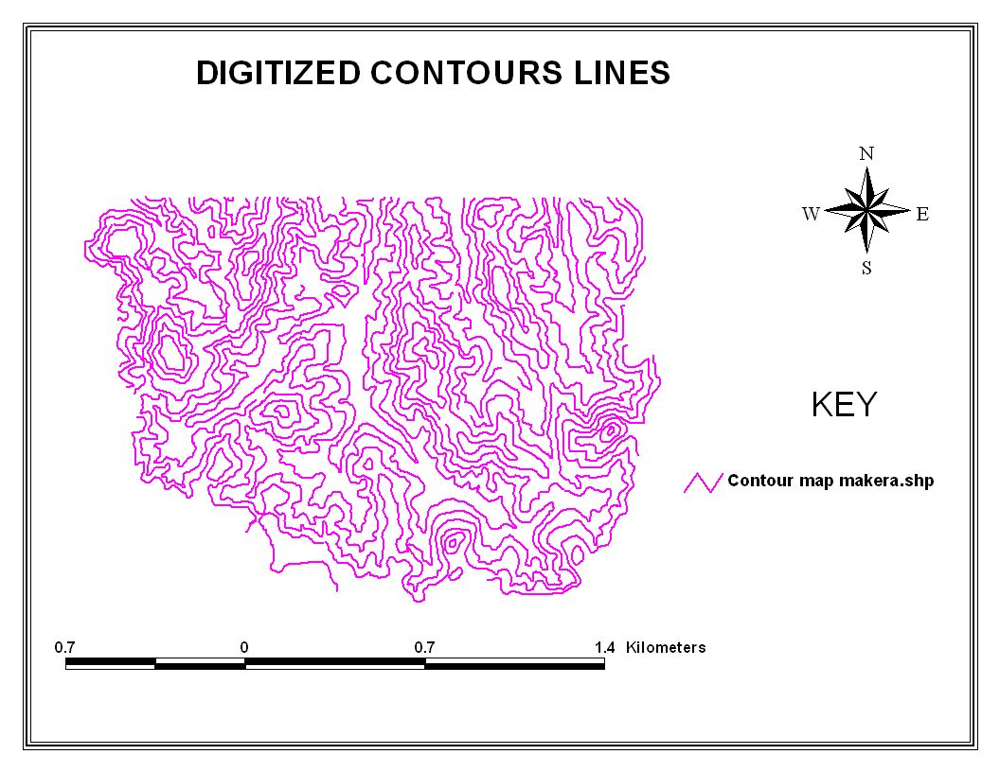 DIGITIZED CONTOURS LINES
N
W E
S
KEY
Contour map makera.shp
0.7 0 0.7 1.4 Kilometers